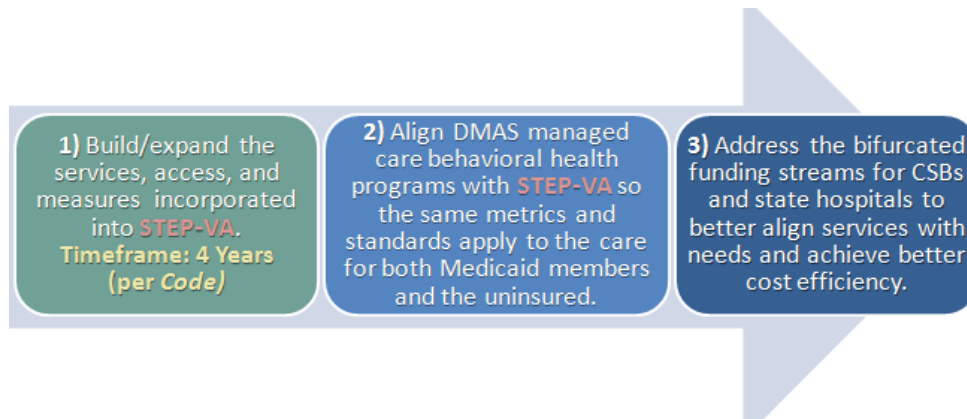 1) Build/expand the
services, access, and
measures incorporated
into STEP-VA.
Timeframe: 4 Years
(per Code)
2) Align DMAS managed
care behavioral health
programs with STEP-VA so
the same metrics and
standards apply to the care
for both Medicaid members
and the uninsured.
3) Address the bifurcated
funding streams for CSBs
and state hospitals to
better align services with
needs and achieve better
cost efficiency.